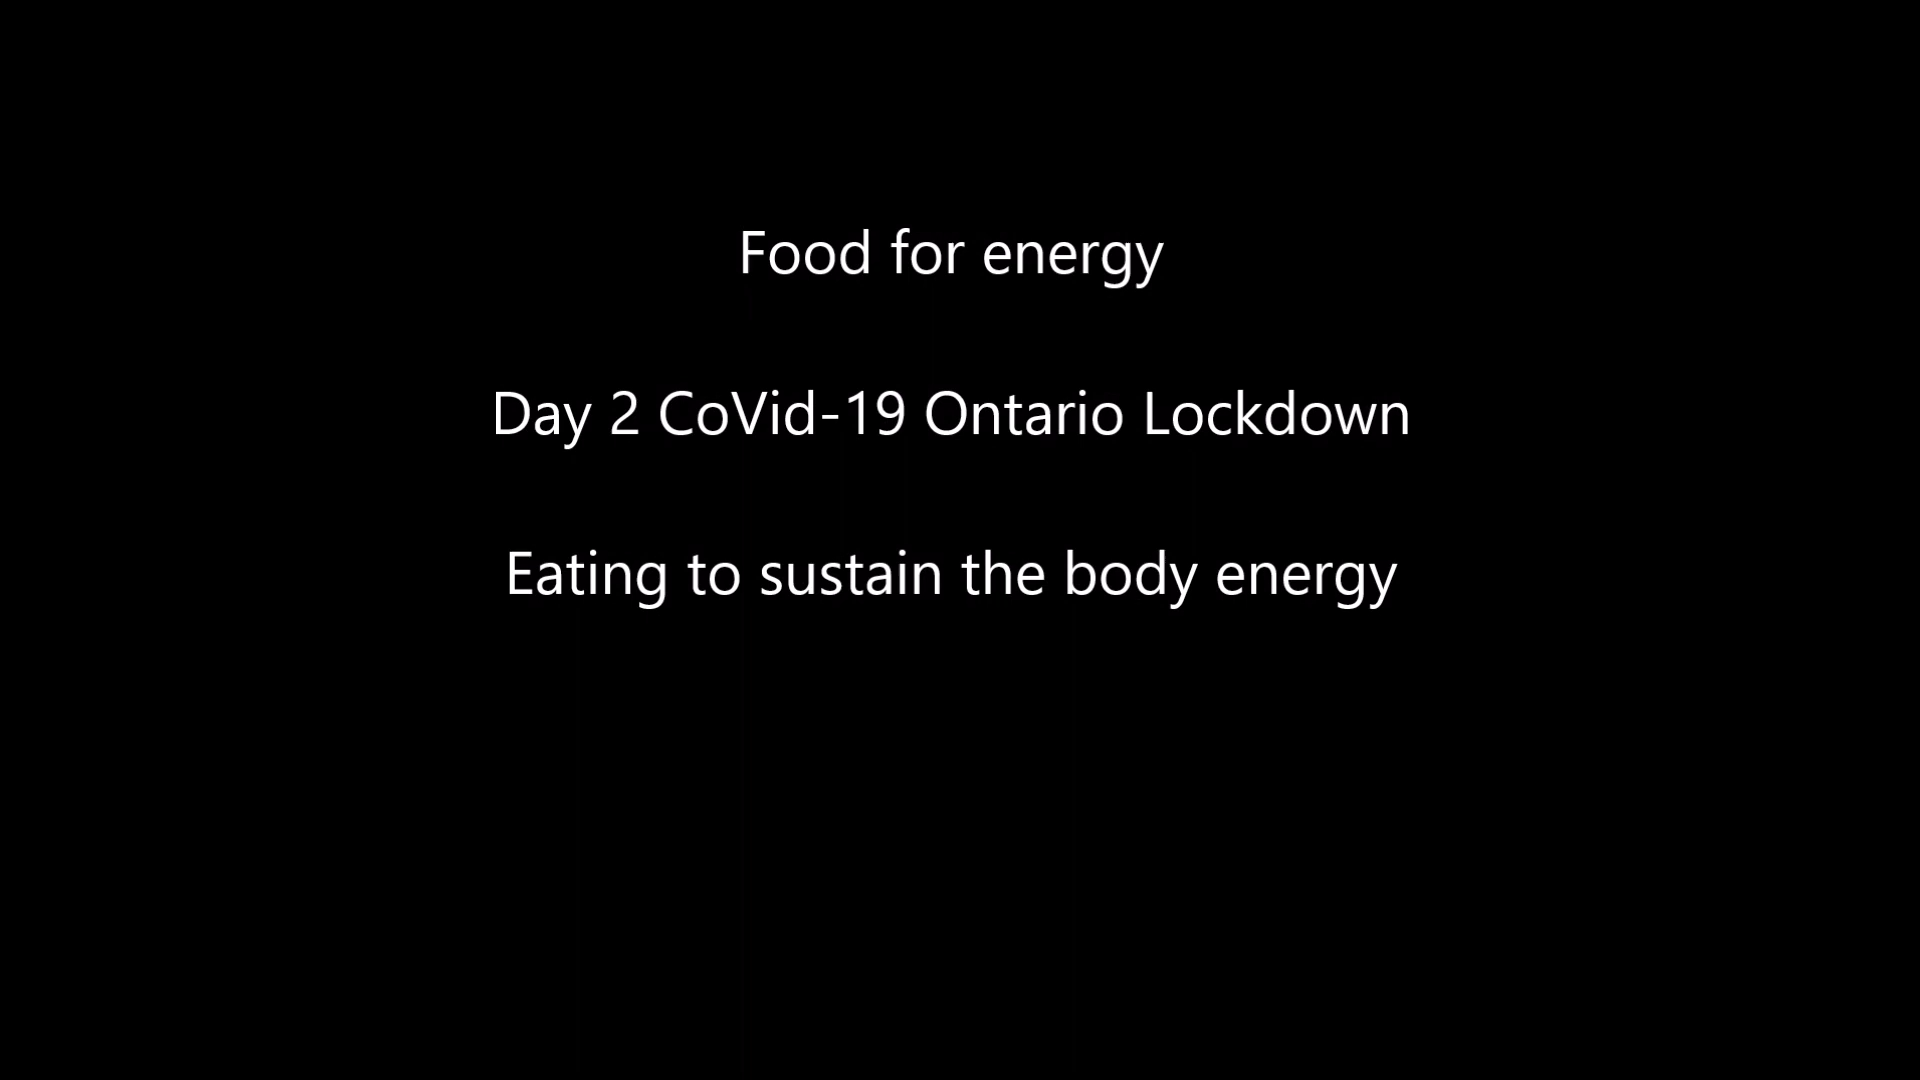 Food for energy
Day 2 CoVid-19 Ontario Lockdown
Eating to sustain the body energy